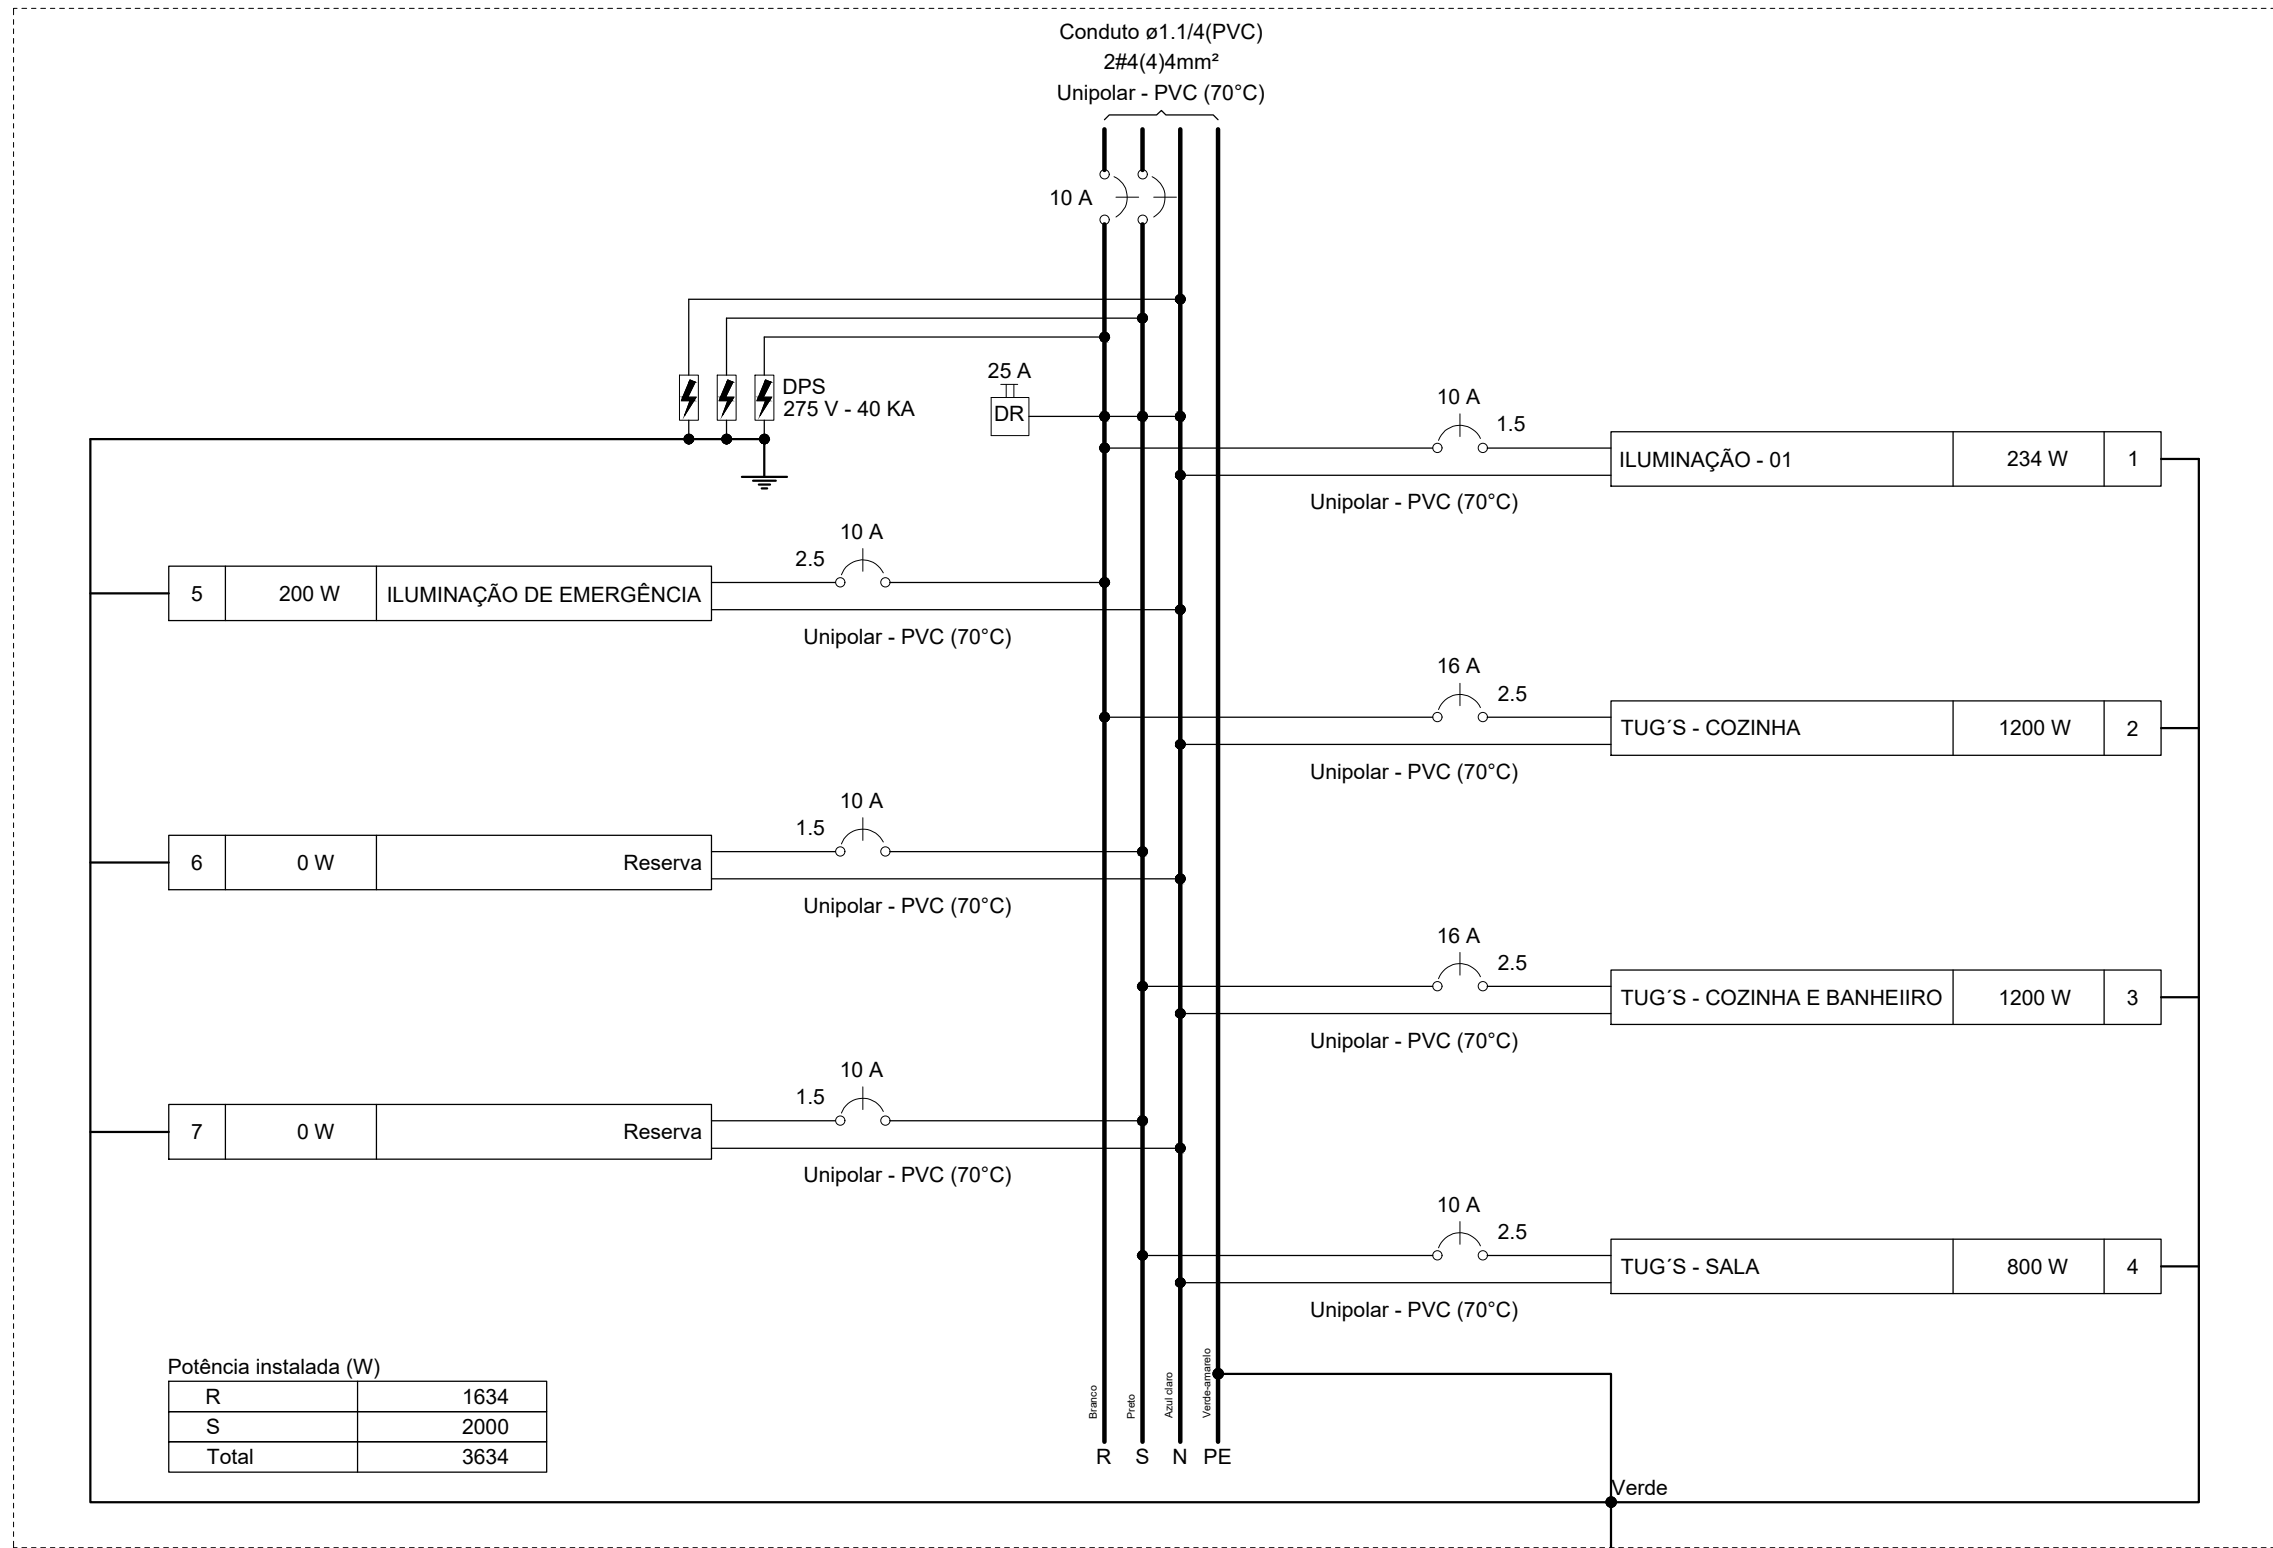 Conduto ø1.1/4(PVC)
2#4(4)4mm²
Unipolar - PVC (70°C)
10 A
DPS
275 V - 40 KA
25 A
DR
10 A
1.5
ILUMINAÇÃO - 01 234 W 1
Unipolar - PVC (70°C)
10 A
2.5
5 200 W ILUMINAÇÃO DE EMERGÊNCIA
Unipolar - PVC (70°C)
16 A
2.5
TUG´S - COZINHA 1200 W 2
Unipolar - PVC (70°C)
10 A
1.5
6 0 W Reserva
Unipolar - PVC (70°C)
16 A
2.5
TUG´S - COZINHA E BANHEIIRO 1200 W 3
Unipolar - PVC (70°C)
10 A
1.5
7 0 W Reserva
Unipolar - PVC (70°C)
10 A
2.5
TUG´S - SALA 800 W 4
Unipolar - PVC (70°C)
Potência instalada (W)
R 1634
S 2000
Total 3634
Branco
Preto
Azul claro
Verde-amarelo
R S N PE
Verde